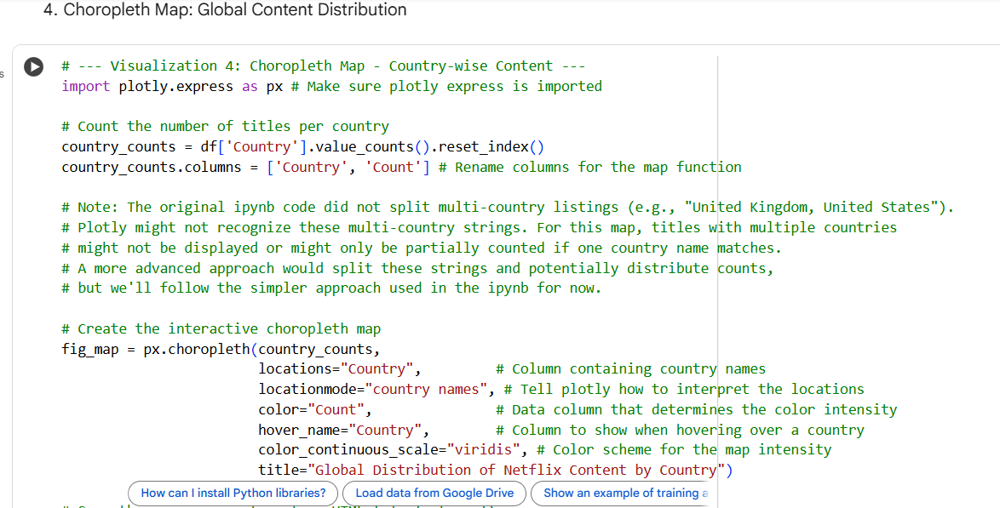 4. Choropleth Map: Global Content Distribution
s
# --- Visualization 4: Choropleth Map - Country-wise Content ---
import plotly.express as px # Make sure plotly express is imported
# Count the number of titles per country
country_counts = df['Country'].value_counts().reset_index()
country_counts.columns = ['Country', 'Count'] # Rename columns for the map function
# Note: The original ipynb code did not split multi-country listings (e.g., "United Kingdom, United States").
# Plotly might not recognize these multi-country strings. For this map, titles with multiple countries
# might not be displayed or might only be partially counted if one country name matches.
# A more advanced approach would split these strings and potentially distribute counts,
# but we'll follow the simpler approach used in the ipynb for now.
# Create the interactive choropleth map
fig_map = px.choropleth(country_counts,
locations="Country", # Column containing country names
locationmode="country names", # Tell plotly how to interpret the locations
color="Count", # Data column that determines the color intensity
hover_name="Country", # Column to show when hovering over a country
color_continuous_scale="viridis", # Color scheme for the map intensity
title="Global Distribution of Netflix Content by Country")
How can I install Python libraries? Load data from Google Drive Show an example of training a